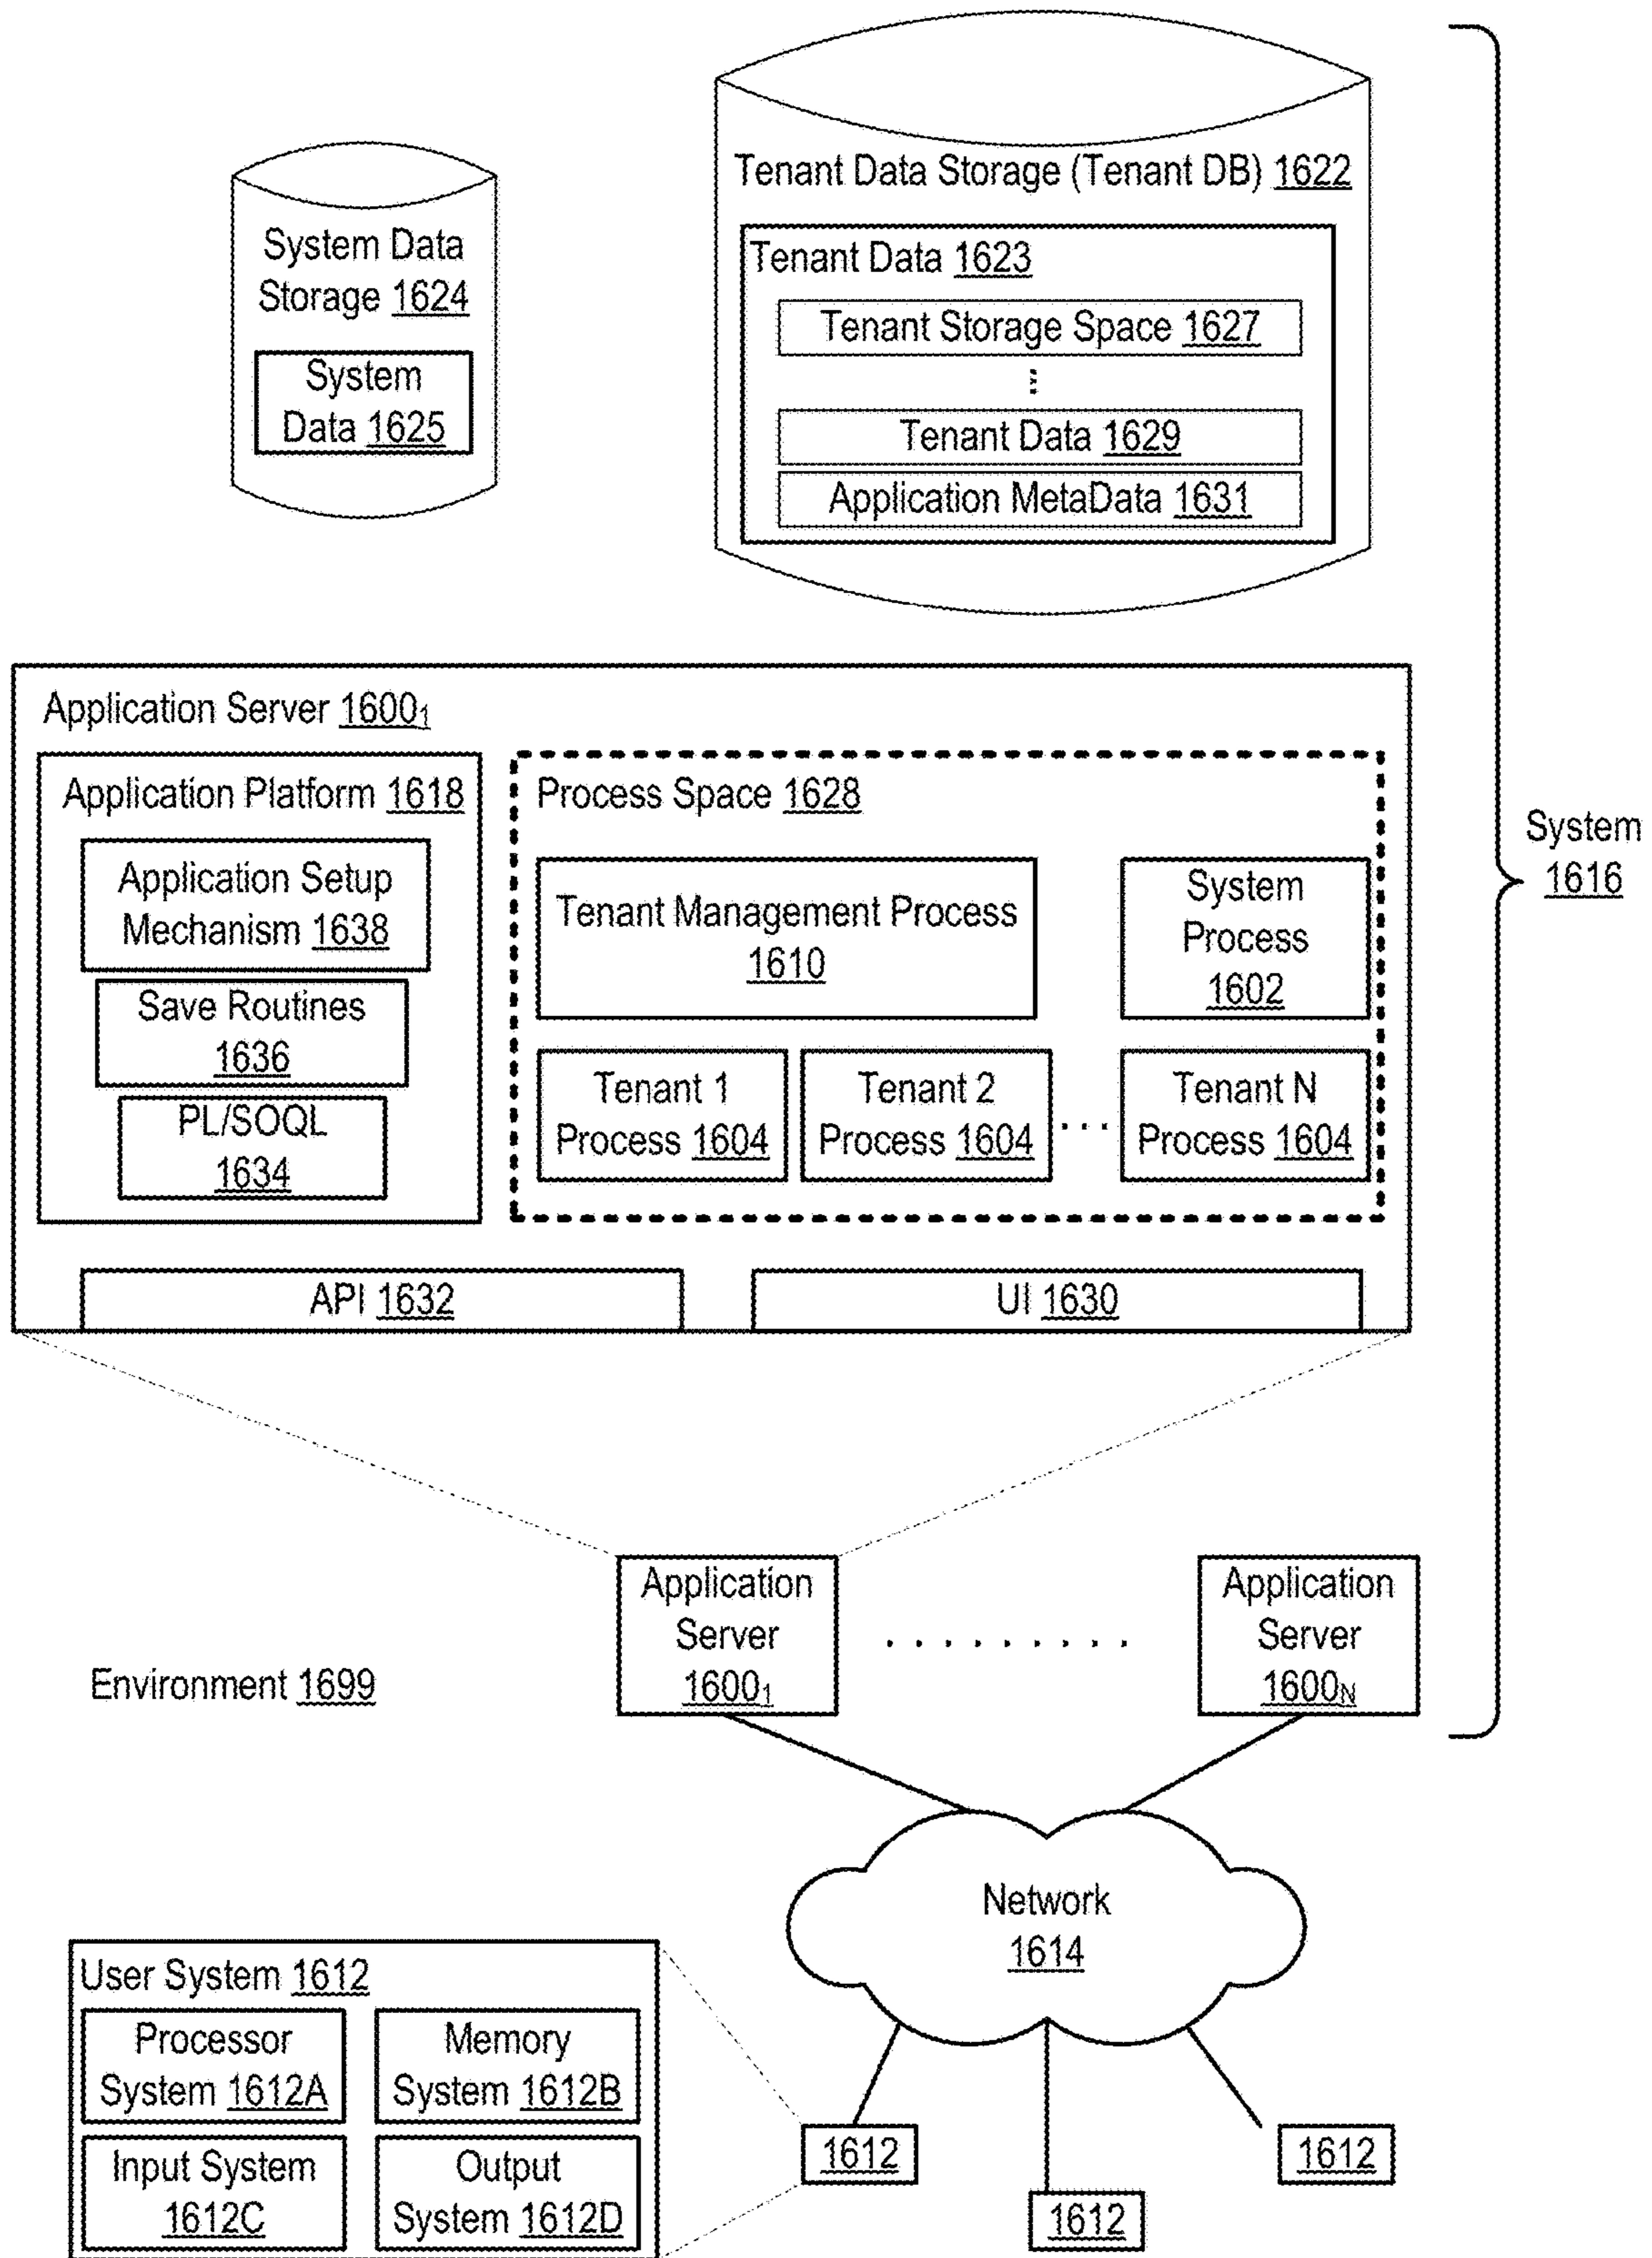 Tenant Data Storage (Tenant DB) 1622
System Data
Storage 1624
System
Data 1625
Tenant Data 1623
Tenant Storage Space 1627
Tenant Data 1629
Application MetaData 1631
System
1616
Application Server 1600₁
Application Platform 1618
Application Setup
Mechanism 1638
Save Routines
1636
PL/SOQL
1634
Process Space 1628
Tenant Management Process
1610
System
Process
1602
Tenant 1
Process 1604
Tenant 2
Process 1604
Tenant N
Process 1604
API 1632
UI 1630
Application
Server
1600₁
Application
Server
1600N
Environment 1699
Network
1614
User System 1612
Processor
System 1612A
Memory
System 1612B
Input System
1612C
Output
System 1612D
1612
1612
1612